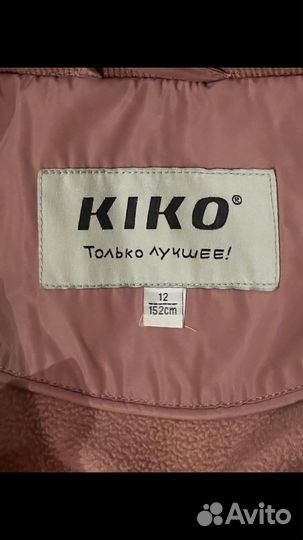 KIKO®
Только лучшее!
12
152cm
Avito